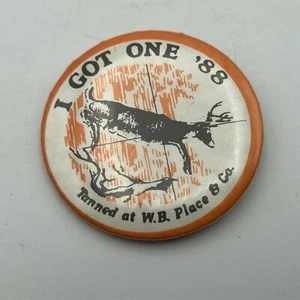 I GOT ONE '88
Tanned at W.B. Place & Co.